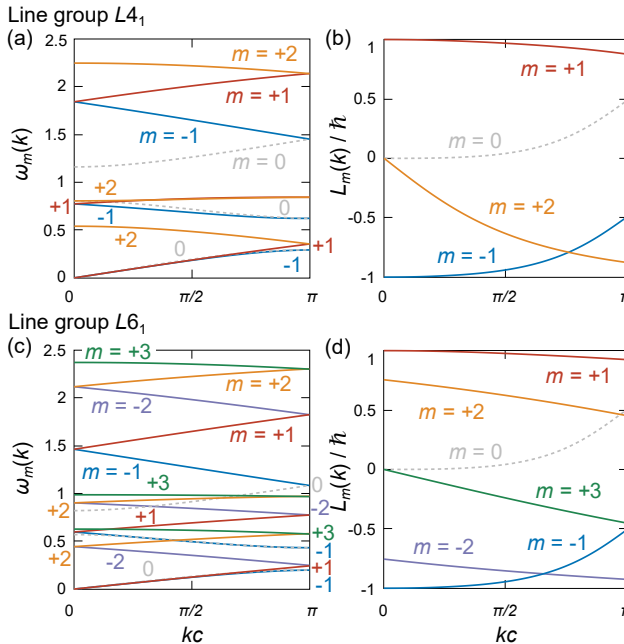 Line group L4₁
(a)
2.5
2
1.5
1
0.5
0
ωₘ(k)
m = +2
m = +1
m = -1
m = 0
+2
+1
-1
0
+2
0
+1
-1
0
π/2
π
(b)
1
0.5
0
-0.5
-1
Lₘ(k) / ℏ
m = +1
m = 0
m = +2
m = -1
0
π/2
π
Line group L6₁
(c)
2.5
2
1.5
1
0.5
0
ωₘ(k)
m = +3
m = +2
m = -2
m = +1
m = -1
+3
0
+2
+1
-2
+3
+2
-1
-2
0
+1
-1
0
π/2
π
kc
(d)
1
0.5
0
-0.5
-1
Lₘ(k) / ℏ
m = +1
m = +2
m = 0
m = +3
m = -1
m = -2
0
π/2
π
kc